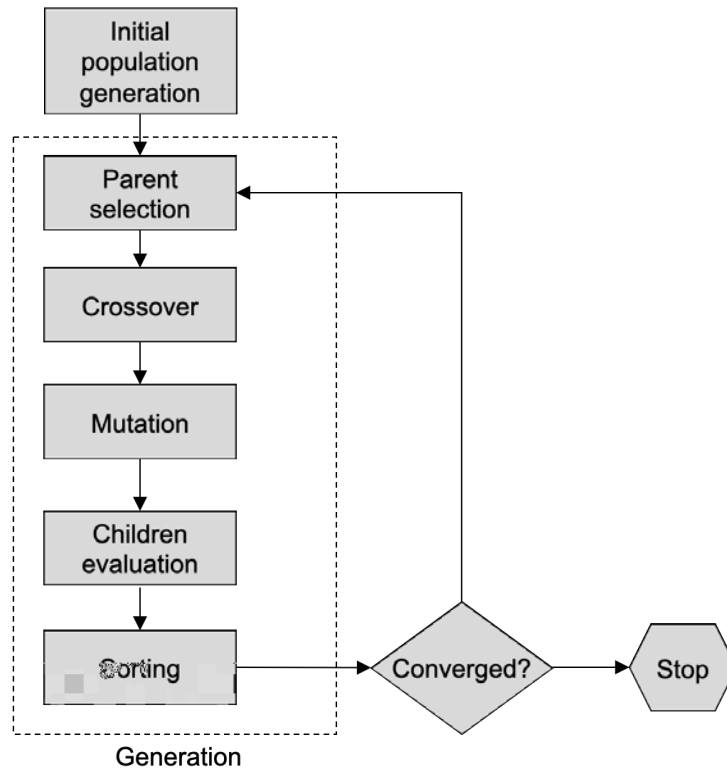 Initial
population
generation
Parent
selection
Crossover
Mutation
Children
evaluation
Sorting
Converged?
Stop
Generation